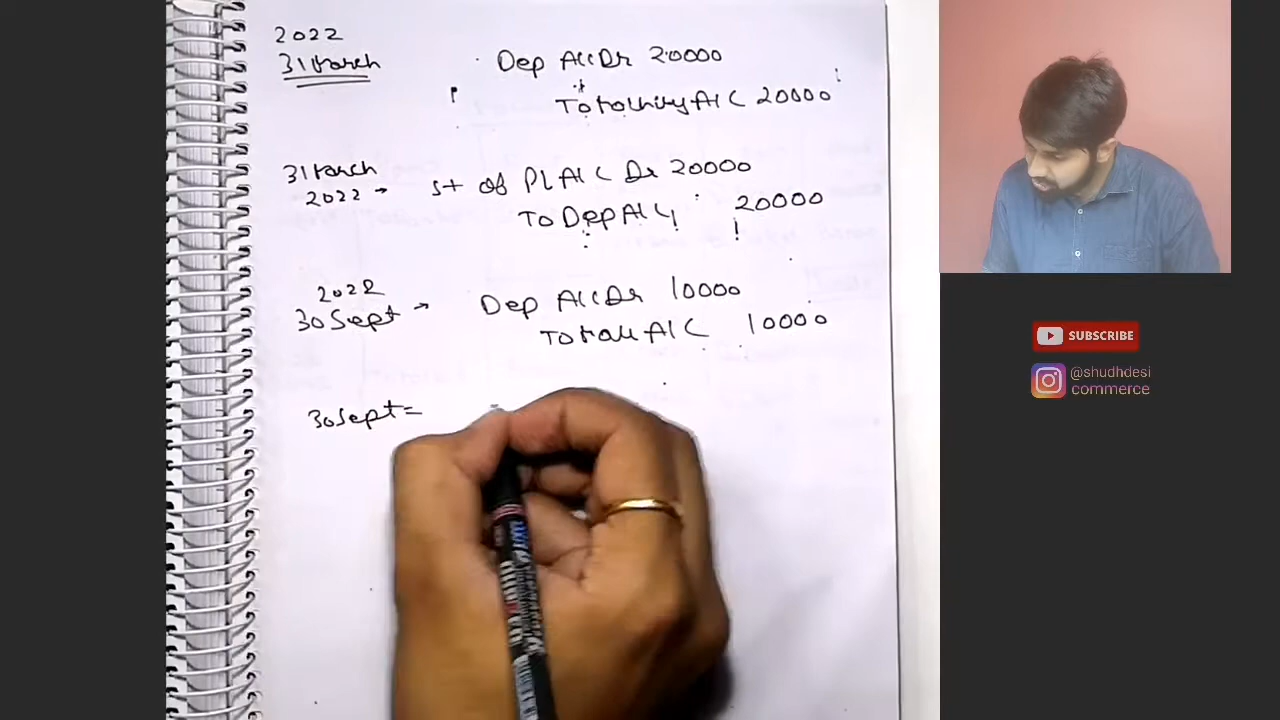 2022
31 March
Dep A/c Dr 20000
To Machinery A/C 20000
31 March
2022 → St of PL A/C Dr 20000
To Dep A/C 20000
2022
30 Sept → Dep A/c Dr 10000
To Mach A/C 10000
30 Sept =
SUBSCRIBE
@shudhdesi
commerce